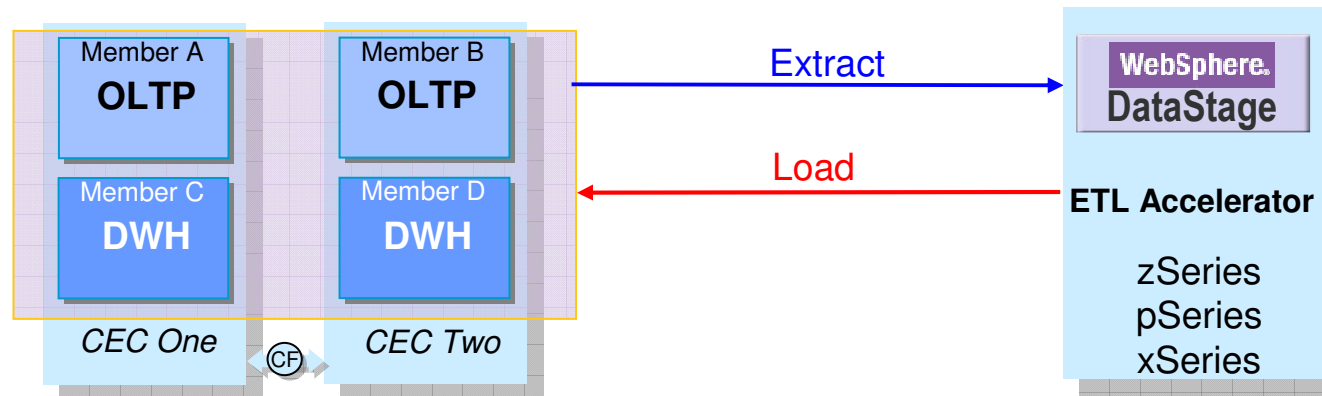 Member A
OLTP
Member B
OLTP
Member C
DWH
Member D
DWH
CEC One
CF
CEC Two
Extract
Load
WebSphere®
DataStage
ETL Accelerator
zSeries
pSeries
xSeries